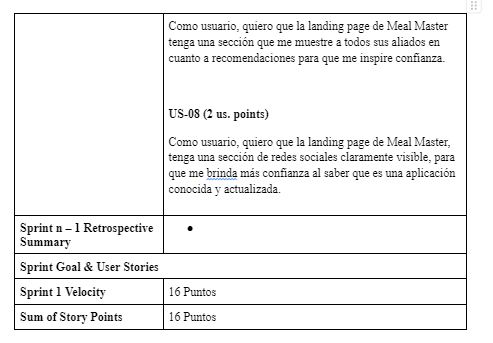 Como usuario, quiero que la landing page de Meal Master
tenga una sección que me muestre a todos sus aliados en
cuanto a recomendaciones para que me inspire confianza.
US-08 (2 us. points)
Como usuario, quiero que la landing page de Meal Master,
tenga una sección de redes sociales claramente visible, para
que me brinda más confianza al saber que es una aplicación
conocida y actualizada.
Sprint n – 1 Retrospective
Summary
•
Sprint Goal & User Stories
Sprint 1 Velocity 16 Puntos
Sum of Story Points 16 Puntos